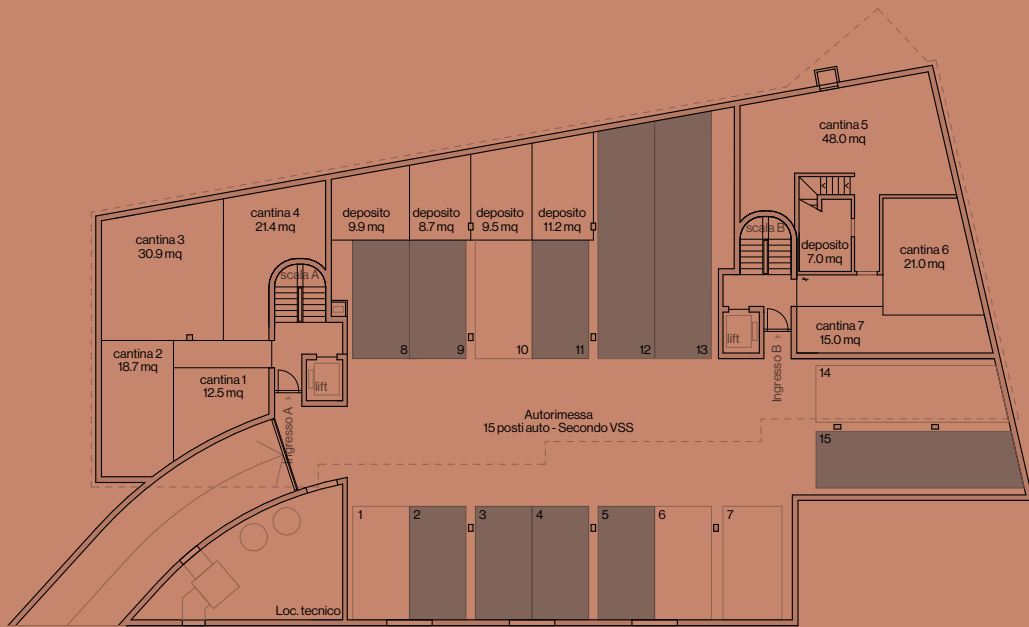 cantina 5
48.0 mq
cantina 4
21.4 mq
deposito
9.9 mq
deposito
8.7 mq
deposito
9.5 mq
deposito
11.2 mq
cantina 3
30.9 mq
scala B
deposito
7.0 mq
cantina 6
21.0 mq
scala A
cantina 7
15.0 mq
lift
8
9
10
11
12
13
cantina 2
18.7 mq
cantina 1
12.5 mq
lift
Ingresso B
14
Ingresso A
Autorimessa
15 posti auto - Secondo VSS
15
1
2
3
4
5
6
7
Loc. tecnico